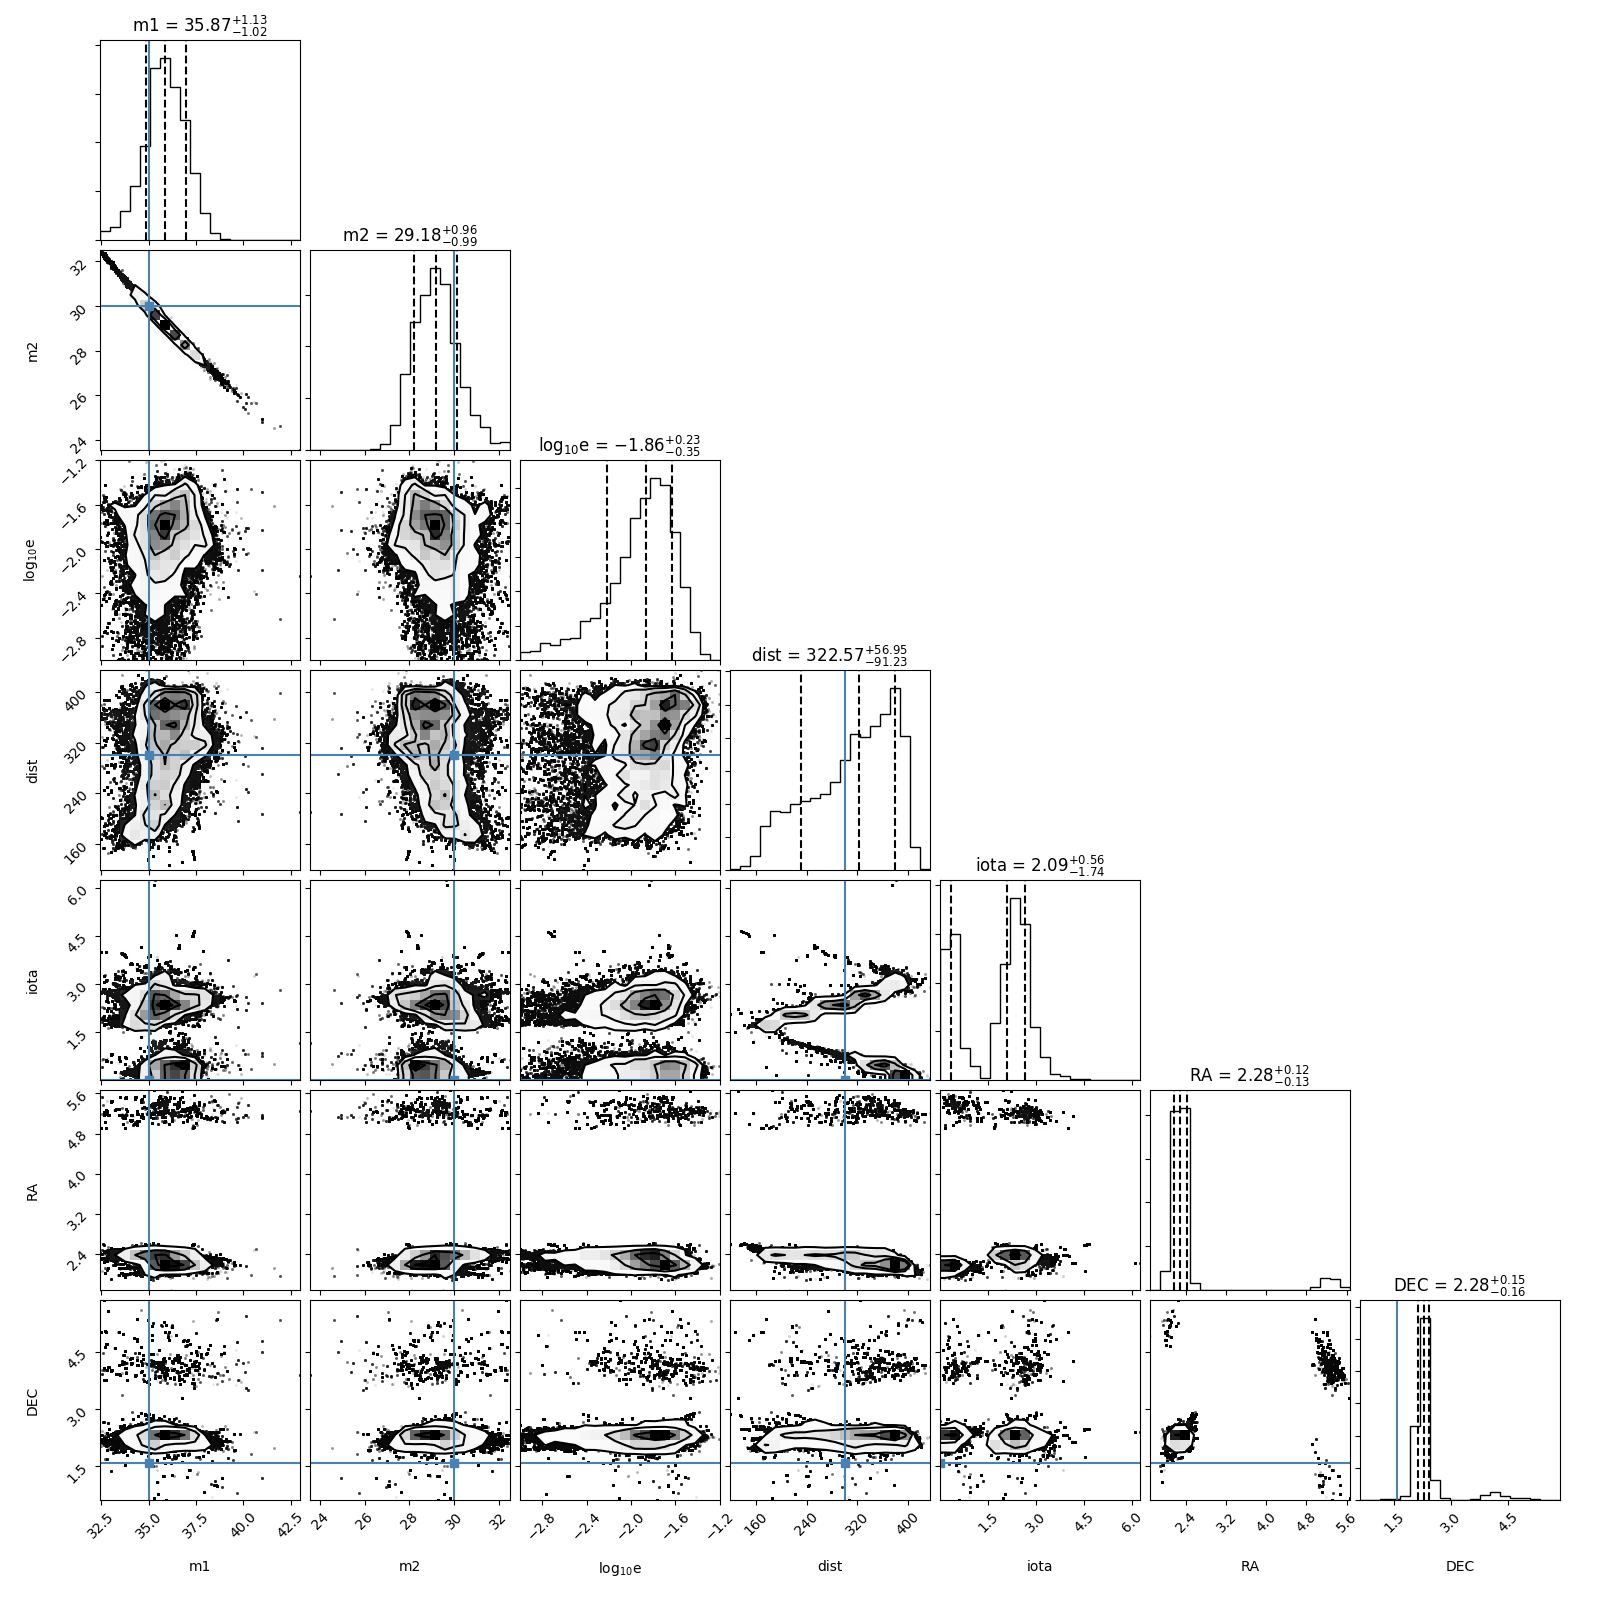 m1 = 35.87+1.13 −1.02
m2 = 29.18+0.96 −0.99
log10e = −1.86+0.23 −0.35
dist = 322.57+56.95 −91.23
iota = 2.09+0.56 −1.74
RA = 2.28+0.12 −0.13
DEC = 2.28+0.15 −0.16
m2
32
30
28
26
24
log10e
−1.2
−1.6
−2.0
−2.4
−2.8
dist
400
320
240
160
iota
6.0
4.5
3.0
1.5
RA
5.6
4.8
4.0
3.2
2.4
DEC
4.5
3.0
1.5
32.5 35.0 37.5 40.0 42.5
24 26 28 30 32
−2.8 −2.4 −2.0 −1.6 −1.2
160 240 320 400
1.5 3.0 4.5 6.0
2.4 3.2 4.0 4.8 5.6
1.5 3.0 4.5
m1 m2 log10e dist iota RA DEC